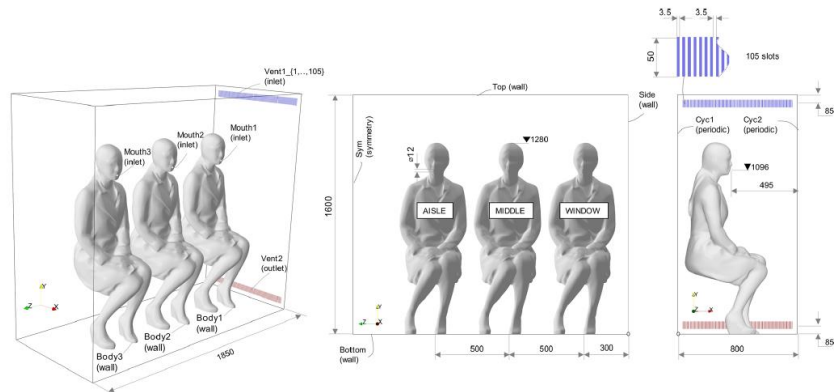 Vent1_{1,...,105}
(inlet)
Mouth1
(inlet)
Mouth2
(inlet)
Mouth3
(inlet)
Vent2
(outlet)
Body1
(wall)
Body2
(wall)
Body3
(wall)
1850
Y
Z
X
Top (wall)
Side
(wall)
Sym
(symmetry)
1600
ø12
1280
AISLE
MIDDLE
WINDOW
Y
Z
X
Bottom
(wall)
500
500
300
3.5
3.5
50
105 slots
85
Cyc1
(periodic)
Cyc2
(periodic)
1096
495
Y
Z
X
85
800